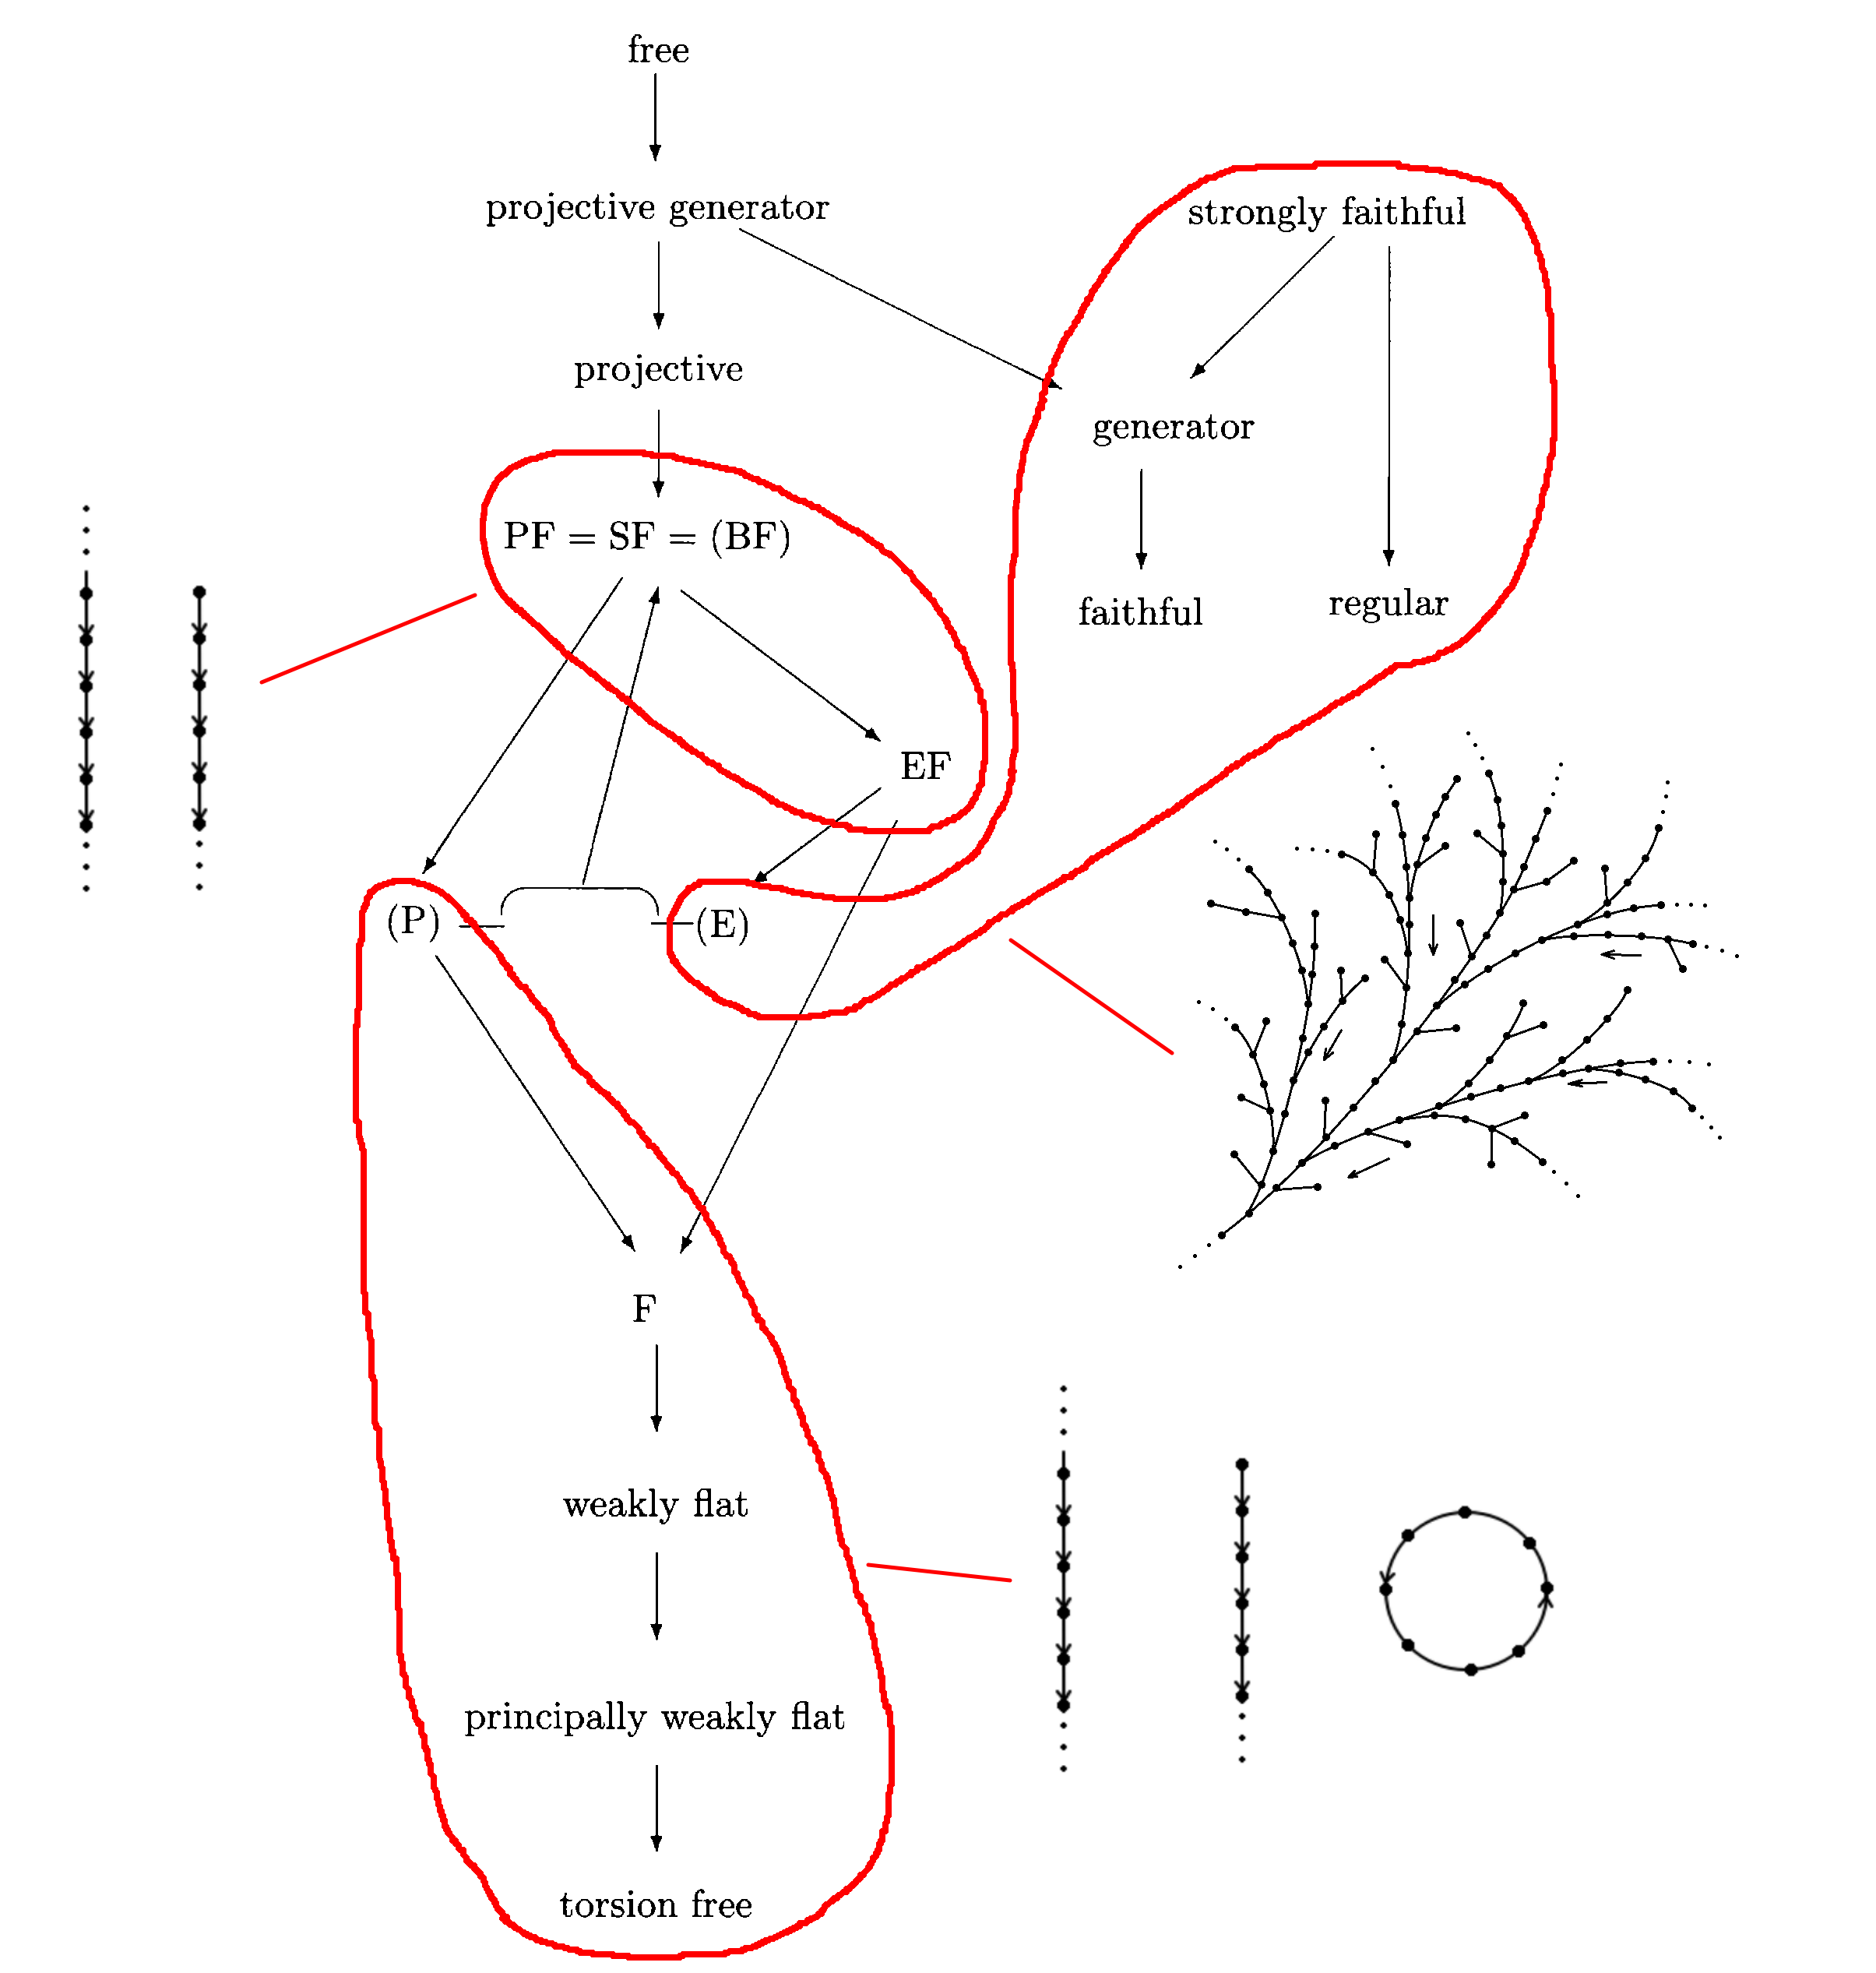 free
projective generator
strongly faithful
projective
generator
PF = SF = (BF)
faithful
regular
EF
(P)
(E)
F
weakly flat
principally weakly flat
torsion free